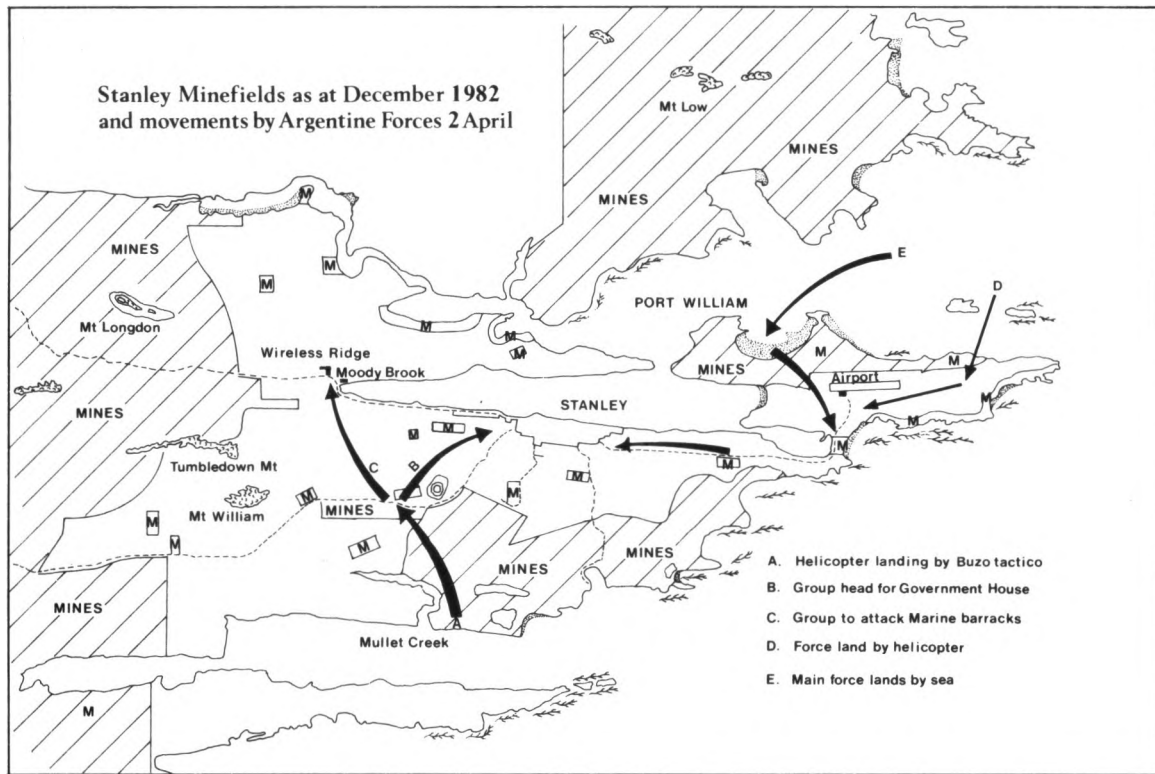 Stanley Minefields as at December 1982
and movements by Argentine Forces 2 April
Mt Low
MINES
MINES
M
MINES
E
M
M
D
PORT WILLIAM
Mt Longdon
M
M
M
M
Wireless Ridge
MINES
Moody Brook
Airport
STANLEY
M
MINES
M
M
M
M
C
B
M
Tumbledown Mt
M
M
M
Mt William
MINES
M
M
M
MINES
MINES
MINES
A
Mullet Creek
M
A. Helicopter landing by Buzo tactico
B. Group head for Government House
C. Group to attack Marine barracks
D. Force land by helicopter
E. Main force lands by sea